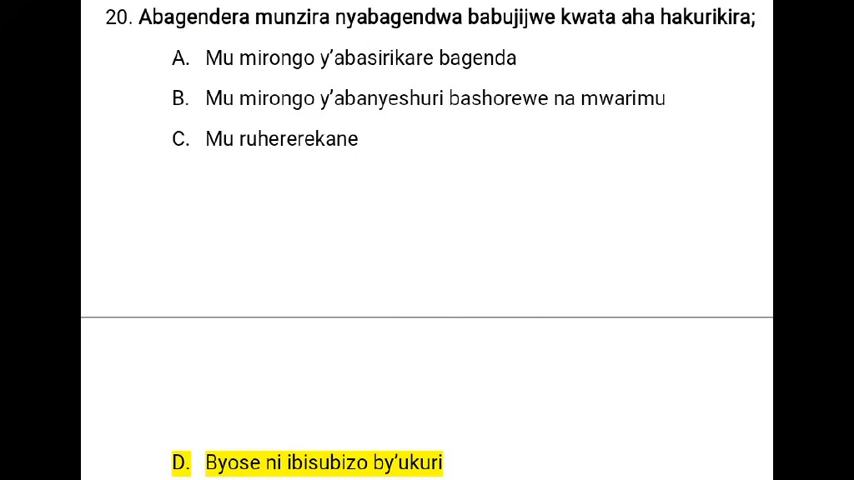 20. Abagendera munzira nyabagendwa babujijwe kwata aha hakurikira;
A. Mu mirongo y'abasirikare bagenda
B. Mu mirongo y'abanyeshuri bashorewe na mwarimu
C. Mu ruhererekane
D. Byose ni ibisubizo by'ukuri